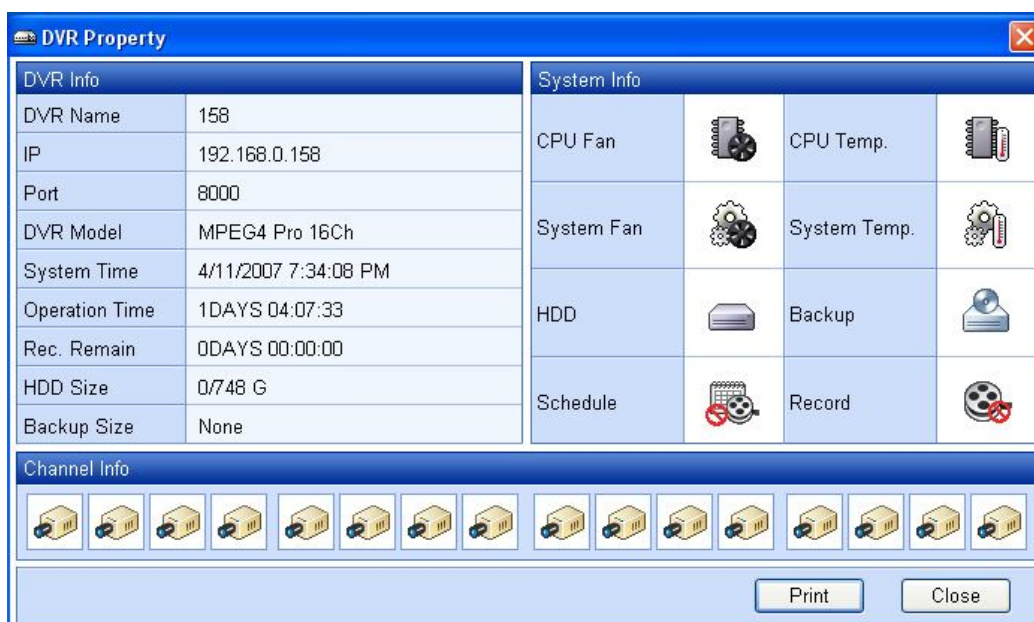 DVR Property
DVR Info
DVR Name 158
IP 192.168.0.158
Port 8000
DVR Model MPEG4 Pro 16Ch
System Time 4/11/2007 7:34:08 PM
Operation Time 1DAYS 04:07:33
Rec. Remain 0DAYS 00:00:00
HDD Size 0/748 G
Backup Size None
System Info
CPU Fan CPU Temp.
System Fan System Temp.
HDD Backup
Schedule Record
Channel Info
Print Close